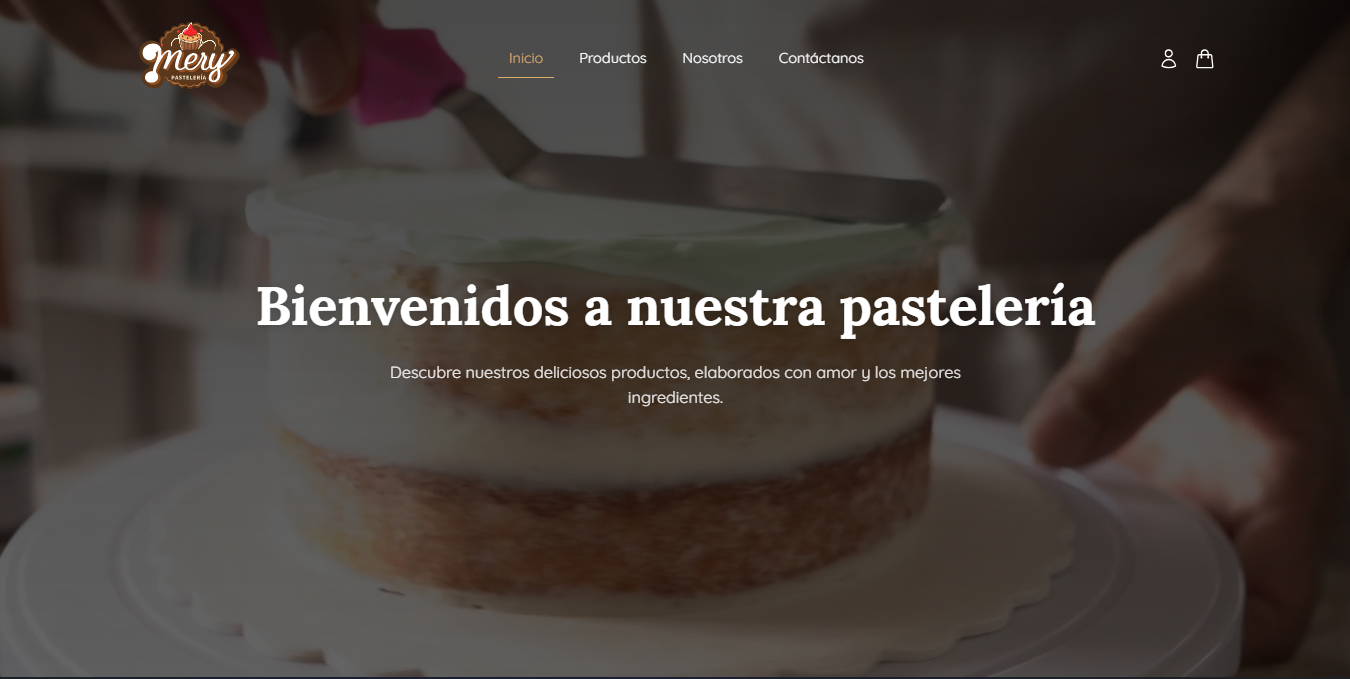 Mery
PASTELERÍA
Inicio Productos Nosotros Contáctanos
Bienvenidos a nuestra pastelería
Descubre nuestros deliciosos productos, elaborados con amor y los mejores
ingredientes.